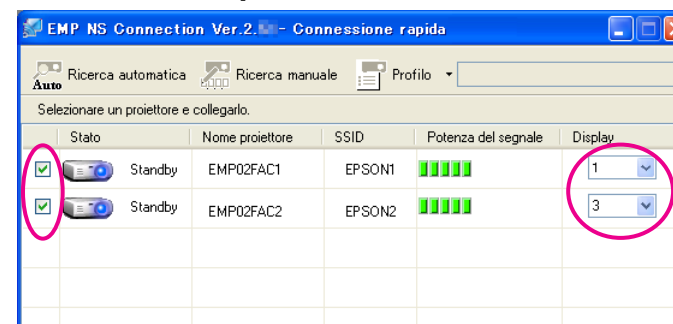 EMP NS Connection Ver.2. - Connessione rapida
Auto Ricerca automatica Ricerca manuale Profilo
Selezionare un proiettore e collegarlo.
Stato Nome proiettore SSID Potenza del segnale Display
Standby EMP02FAC1 EPSON1 1
Standby EMP02FAC2 EPSON2 3